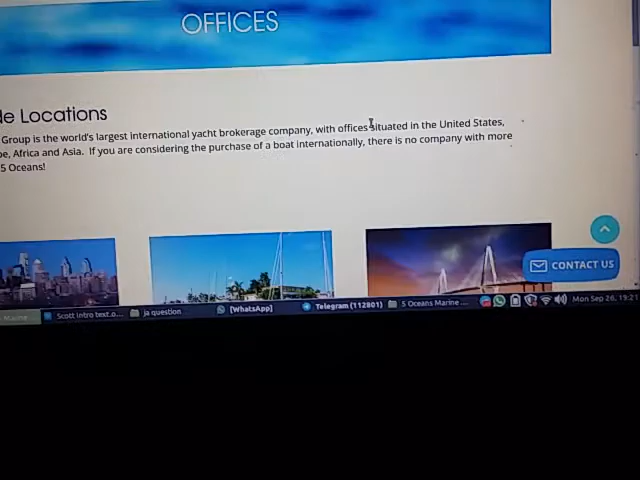 OFFICES
de Locations
Group is the world's largest international yacht brokerage company, with offices situated in the United States,
pe, Africa and Asia. If you are considering the purchase of a boat internationally, there is no company with more
5 Oceans!
CONTACT US
Marine
Scott intro text.o...
ja question
[WhatsApp]
Telegram (112801)
5 Oceans Marine ...
Mon Sep 26, 19:21